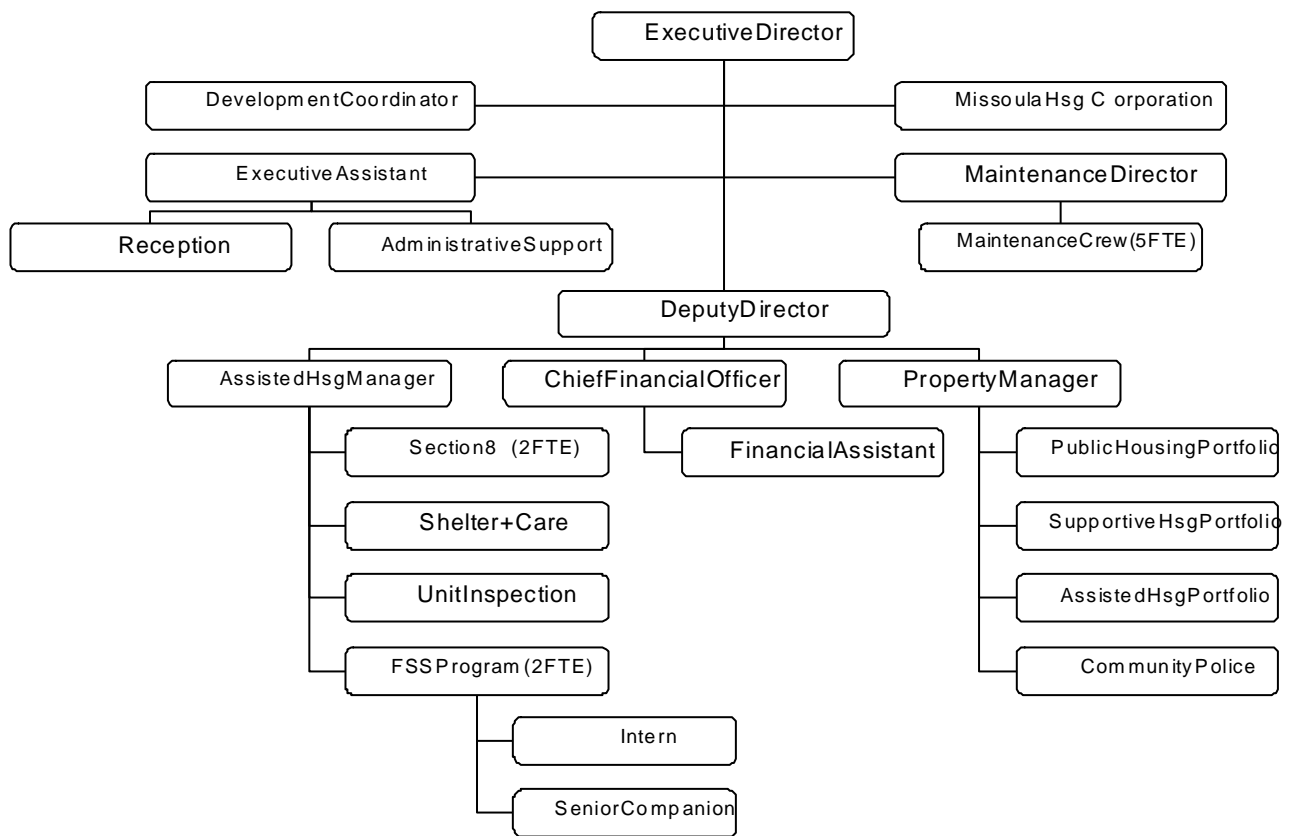 ExecutiveDirector
DevelopmentCoordinator
MissoulaHsg Corporation
ExecutiveAssistant
MaintenanceDirector
Reception
AdministrativeSupport
MaintenanceCrew(5FTE)
DeputyDirector
AssistedHsgManager
ChiefFinancialOfficer
PropertyManager
Section8 (2FTE)
FinancialAssistant
PublicHousingPortfolio
Shelter+Care
SupportiveHsgPortfolio
UnitInspection
AssistedHsgPortfolio
FSSProgram(2FTE)
CommunityPolice
Intern
SeniorCompanion